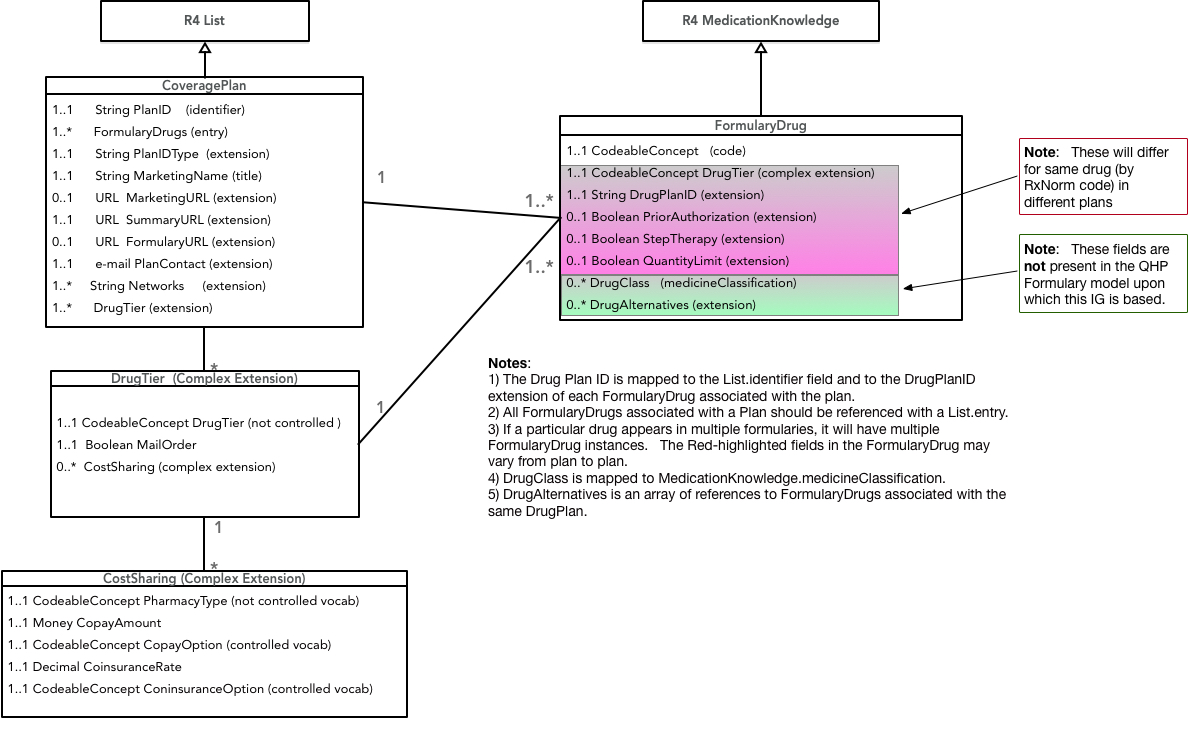 R4 List
CoveragePlan
1..1 String PlanID (identifier)
1..* FormularyDrugs (entry)
1..1 String PlanIDType (extension)
1..1 String MarketingName (title)
0..1 URL MarketingURL (extension)
1..1 URL SummaryURL (extension)
0..1 URL FormularyURL (extension)
1..1 e-mail PlanContact (extension)
1..* String Networks (extension)
1..* DrugTier (extension)
1
1..*
1..*
1
*
DrugTier (Complex Extension)
1..1 CodeableConcept DrugTier (not controlled )
1..1 Boolean MailOrder
0..* CostSharing (complex extension)
1
*
CostSharing (Complex Extension)
1..1 CodeableConcept PharmacyType (not controlled vocab)
1..1 Money CopayAmount
1..1 CodeableConcept CopayOption (controlled vocab)
1..1 Decimal CoinsuranceRate
1..1 CodeableConcept ConinsuranceOption (controlled vocab)
R4 MedicationKnowledge
FormularyDrug
1..1 CodeableConcept (code)
1..1 CodeableConcept DrugTier (complex extension)
1..1 String DrugPlanID (extension)
0..1 Boolean PriorAuthorization (extension)
0..1 Boolean StepTherapy (extension)
0..1 Boolean QuantityLimit (extension)
0..* DrugClass (medicineClassification)
0..* DrugAlternatives (extension)
Note: These will differ
for same drug (by
RxNorm code) in
different plans
Note: These fields are
not present in the QHP
Formulary model upon
which this IG is based.
Notes:
1) The Drug Plan ID is mapped to the List.identifier field and to the DrugPlanID
extension of each FormularyDrug associated with the plan.
2) All FormularyDrugs associated with a Plan should be referenced with a List.entry.
3) If a particular drug appears in multiple formularies, it will have multiple
FormularyDrug instances. The Red-highlighted fields in the FormularyDrug may
vary from plan to plan.
4) DrugClass is mapped to MedicationKnowledge.medicineClassification.
5) DrugAlternatives is an array of references to FormularyDrugs associated with the
same DrugPlan.